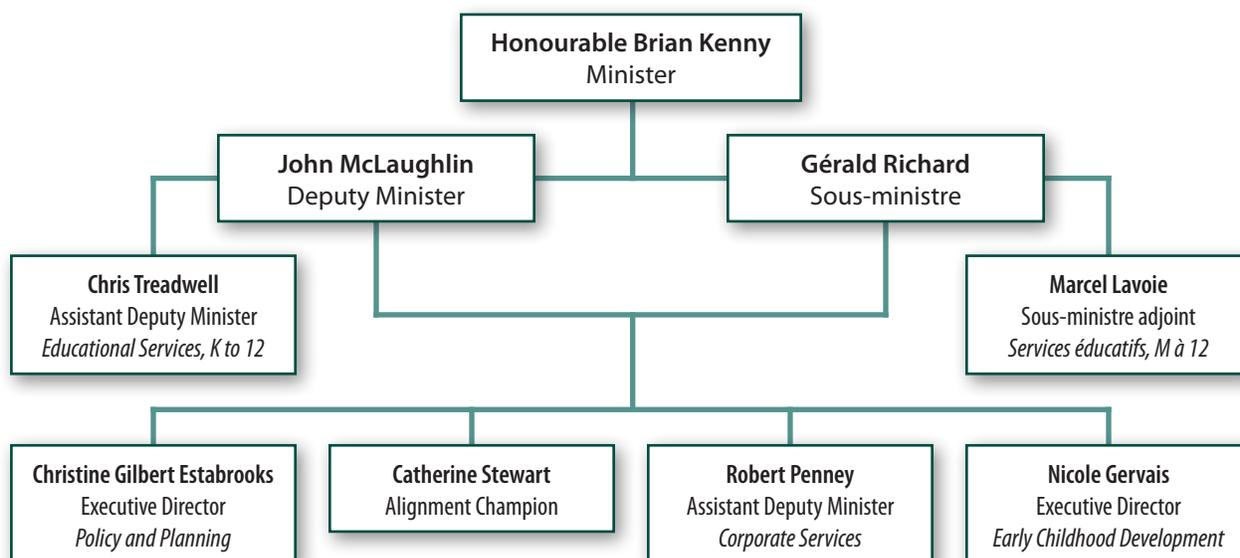 Honourable Brian Kenny
Minister
John McLaughlin
Deputy Minister
Gérald Richard
Sous-ministre
Chris Treadwell
Assistant Deputy Minister
Educational Services, K to 12
Marcel Lavoie
Sous-ministre adjoint
Services éducatifs, M à 12
Christine Gilbert Estabrooks
Executive Director
Policy and Planning
Catherine Stewart
Alignment Champion
Robert Penney
Assistant Deputy Minister
Corporate Services
Nicole Gervais
Executive Director
Early Childhood Development